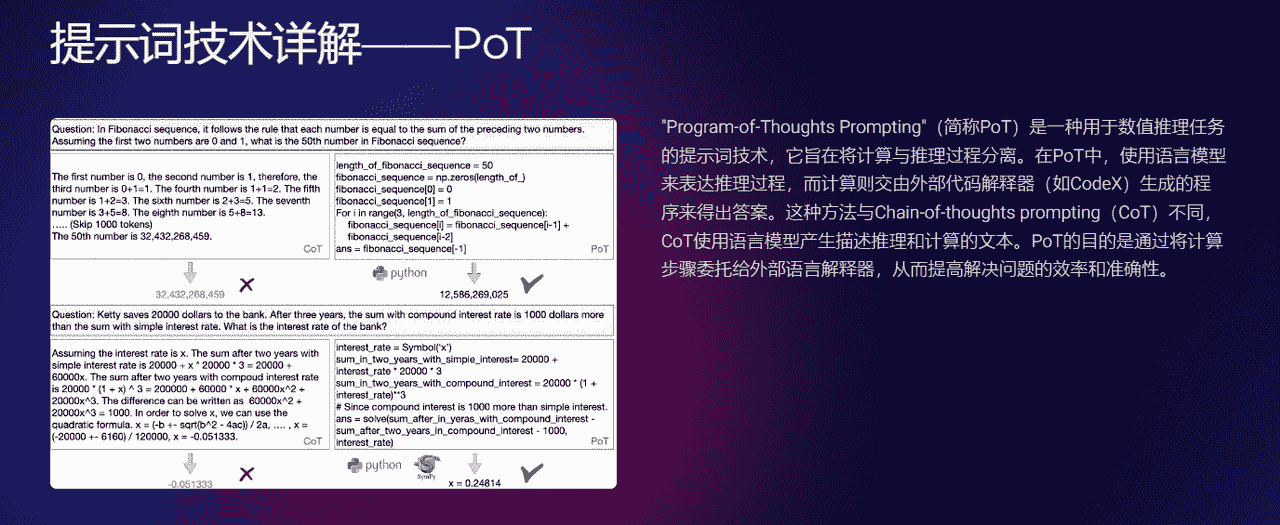 提示词技术详解——PoT
Question: In Fibonacci sequence, it follows the rule that each number is equal to the sum of the preceding two numbers.
Assuming the first two numbers are 0 and 1, what is the 50th number in Fibonacci sequence?
The first number is 0, the second number is 1, therefore, the
third number is 0+1=1. The fourth number is 1+1=2. The fifth
number is 1+2=3. The sixth number is 2+3=5. The seventh
number is 3+5=8. The eighth number is 5+8=13.
..... (Skip 1000 tokens)
The 50th number is 32,432,268,459.
CoT
length_of_fibonacci_sequence = 50
fibonacci_sequence = np.zeros(length_of_)
fibonacci_sequence[0] = 0
fibonacci_sequence[1] = 1
For i in range(3, length_of_fibonacci_sequence):
fibonacci_sequence[i] = fibonacci_sequence[i-1] +
fibonacci_sequence[i-2]
ans = fibonacci_sequence[-1]
PoT
python
32,432,268,459
12,586,269,025
Question: Ketty saves 20000 dollars to the bank. After three years, the sum with compound interest rate is 1000 dollars more
than the sum with simple interest rate. What is the interest rate of the bank?
Assuming the interest rate is x. The sum after two years with
simple interest rate is 20000 + x * 20000 * 3 = 20000 +
60000x. The sum after two years with compoud interest rate
is 20000 * (1 + x) ^ 3 = 200000 + 60000 * x + 60000x^2 +
20000x^3. The difference can be written as 60000x^2 +
20000x^3 = 1000. In order to solve x, we can use the
quadratic formula. x = (-b +- sqrt(b^2 - 4ac)) / 2a, .... , x =
(-20000 +- 6160) / 120000, x = -0.051333.
CoT
interest_rate = Symbol('x')
sum_in_two_years_with_simple_interest= 20000 +
interest_rate * 20000 * 3
sum_in_two_years_with_compound_interest = 20000 * (1 +
interest_rate)**3
# Since compound interest is 1000 more than simple interest.
ans = solve(sum_after_in_yeras_with_compound_interest -
sum_after_two_years_in_compound_interest - 1000,
interest_rate)
PoT
python
SymPy
-0.051333
x = 0.24814
"Program-of-Thoughts Prompting"（简称PoT）是一种用于数值推理任务
的提示词技术，它旨在将计算与推理过程分离。在PoT中，使用语言模型
来表达推理过程，而计算则交由外部代码解释器（如CodeX）生成的程
序来得出答案。这种方法与Chain-of-thoughts prompting（CoT）不同，
CoT使用语言模型产生描述推理和计算的文本。PoT的目的是通过将计算
步骤委托给外部语言解释器，从而提高解决问题的效率和准确性。